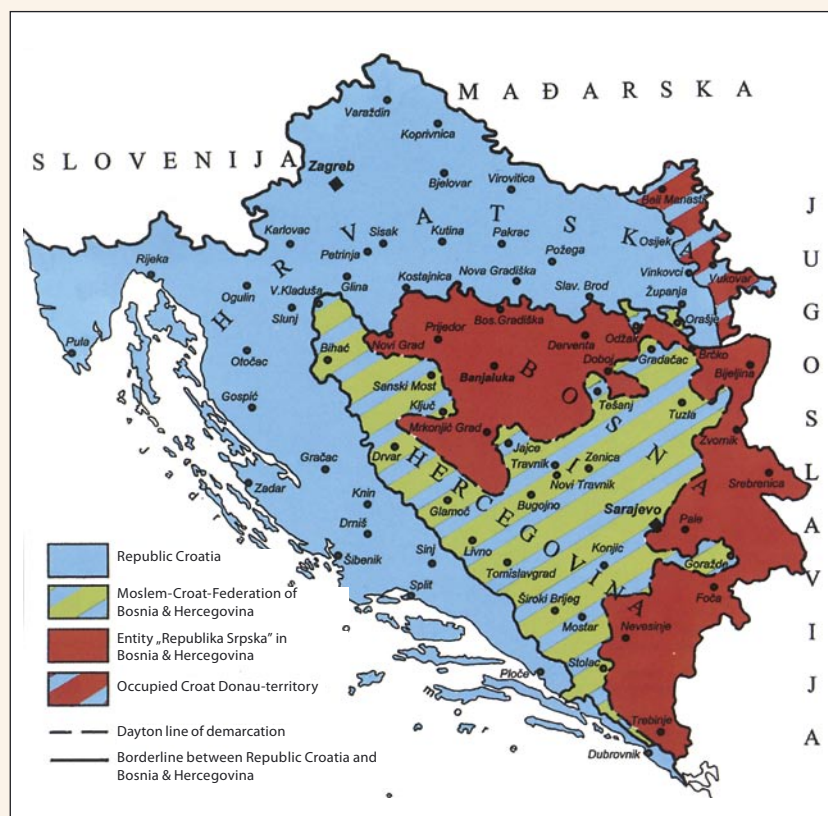 MAĐARSKA
SLOVENIJA
HRVATSKA
JUGOSLAVIJA
BOSNA
I
HERCEGOVINA
Jadransko more
Varaždin
Koprivnica
Zagreb
Bjelovar
Virovitica
Beli Manastir
Karlovac
Sisak
Kutina
Pakrac
Osijek
Rijeka
Petrinja
Požega
Vinkovci
Vukovar
Ogulin
V.Kladuša
Glina
Kostajnica
Nova Gradiška
Slav. Brod
Županja
Slunj
Bos.Gradiška
Orašje
Pula
Novi Grad
Prijedor
Derventa
Odžak
Otočac
Bihać
Doboj
Gradačac
Brčko
Banjaluka
Bijeljina
Sanski Most
Gospić
Ključ
Tešanj
Tuzla
Mrkonjić Grad
Zvornik
Gračac
Drvar
Jajce
Travnik
Zenica
Srebrenica
Zadar
Novi Travnik
Knin
Glamoč
Bugojno
Sarajevo
Pale
Drniš
Livno
Konjic
Goražde
Šibenik
Sinj
Tomislavgrad
Foča
Split
Široki Brijeg
Mostar
Nevesinje
Stolac
Ploče
Trebinje
Dubrovnik
Republic Croatia
Moslem-Croat-Federation of
Bosnia & Hercegovina
Entity „Republika Srpska” in
Bosnia & Hercegovina
Occupied Croat Donau-territory
Dayton line of demarcation
Borderline between Republic Croatia and
Bosnia & Hercegovina